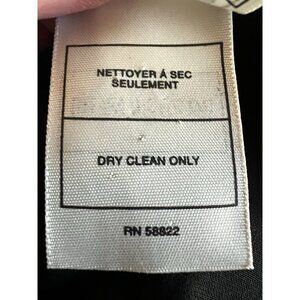 NETTOYER Á SEC
SEULEMENT
DRY CLEAN ONLY
RN 58822